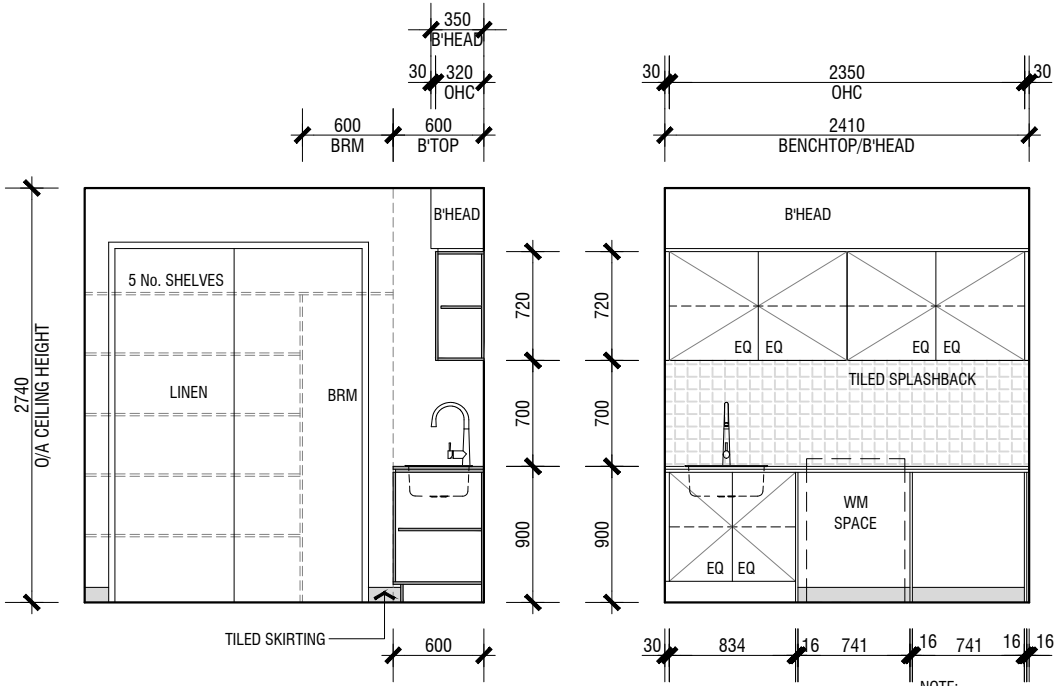 350
B'HEAD
30 320
OHC
600 600
BRM B'TOP
30 2350 30
OHC
2410
BENCHTOP/B'HEAD
B'HEAD
5 No. SHELVES
LINEN
BRM
2740
O/A CEILING HEIGHT
720
700
900
TILED SKIRTING
600
B'HEAD
720
700
900
EQ EQ
EQ EQ
TILED SPLASHBACK
WM
SPACE
EQ EQ
30 834 16 741 16 741 16 16
NOTE: